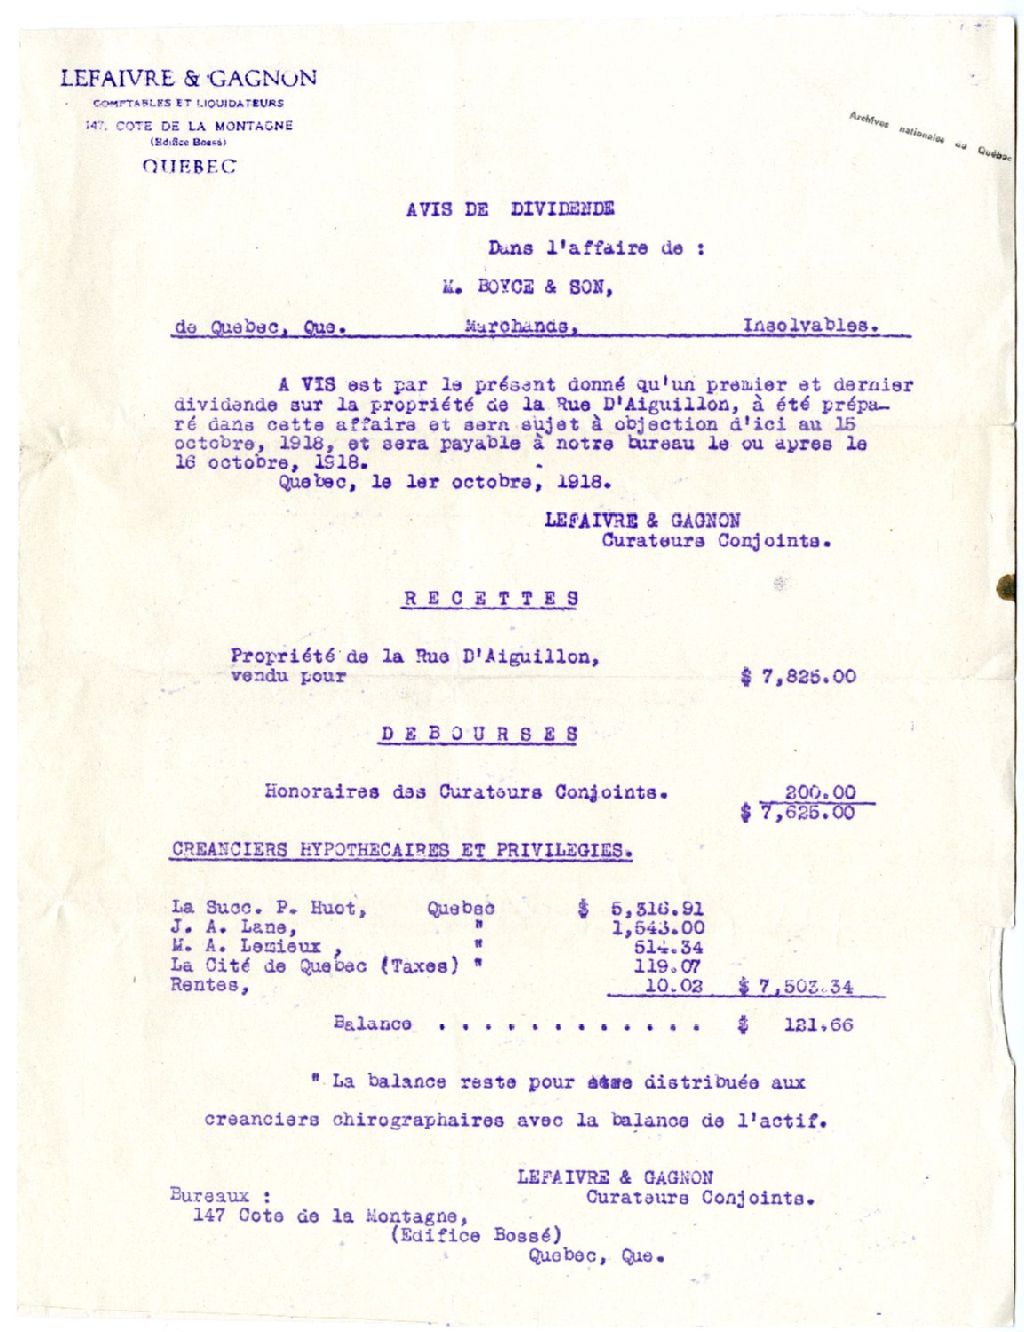 LEFAIVRE & GAGNON
COMPTABLES ET LIQUIDATEURS
147, COTE DE LA MONTAGNE
(Edifice Bossé)
QUEBEC
Archives nationales du Québec
AVIS DE DIVIDENDE
Dans l'affaire de :
M. BOYCE & SON,
de Quebec, Que. Marchands, Insolvables.
A VIS est par le présent donné qu'un premier et dernier
dividende sur la propriété de la Rue D'Aiguillon, à été prépa-
ré dans cette affaire et sera sujet à objection d'ici au 15
octobre, 1918, et sera payable à notre bureau le ou apres le
16 octobre, 1918.
Quebec, le 1er octobre, 1918.
LEFAIVRE & GAGNON
Curateurs Conjoints.
R E C E T T E S
Propriété de la Rue D'Aiguillon,
vendu pour $ 7,825.00
D E B O U R S E S
Honoraires des Curateurs Conjoints. 200.00
$ 7,625.00
CREANCIERS HYPOTHECAIRES ET PRIVILEGIES.
La Succ. P. Huot, Quebec $ 5,316.91
J. A. Lane, " 1,543.00
M. A. Lemieux , " 514.34
La Cité de Quebec (Taxes) " 119.07
Rentes, 10.02 $ 7,503.34
Balance . . . . . . . . . . . . $ 121.66
" La balance reste pour distribuée aux
creanciers chirographaires avec la balance de l'actif.
LEFAIVRE & GAGNON
Curateurs Conjoints.
Bureaux :
147 Cote de la Montagne,
(Edifice Bossé)
Quebec, Que.